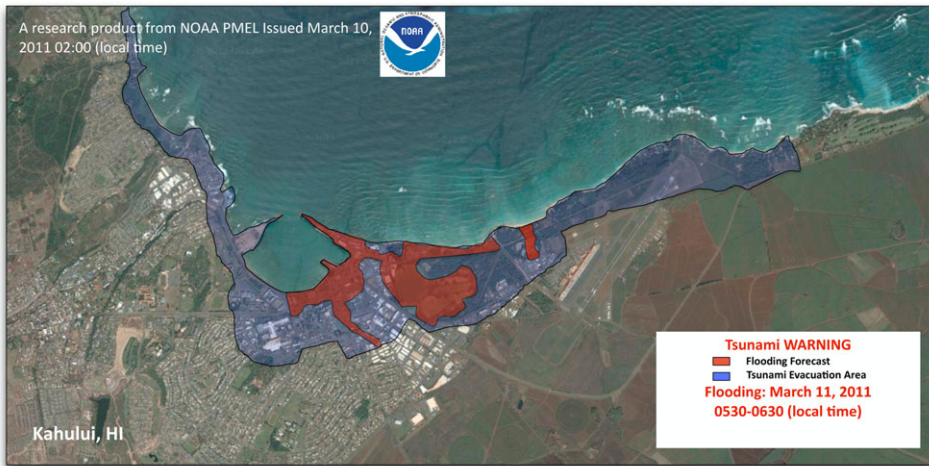 A research product from NOAA PMEL Issued March 10,
2011 02:00 (local time)
NOAA
Tsunami WARNING
Flooding Forecast
Tsunami Evacuation Area
Flooding: March 11, 2011
0530-0630 (local time)
Kahului, HI